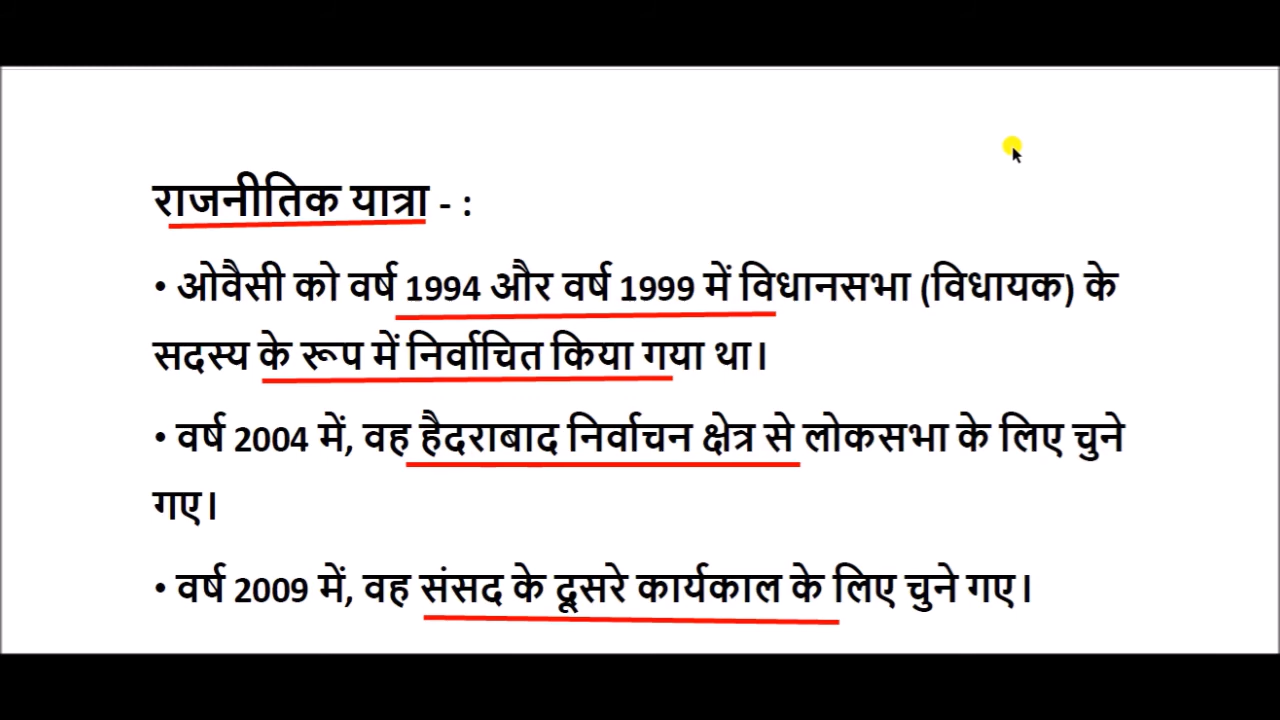 राजनीतिक यात्रा - :
• ओवैसी को वर्ष 1994 और वर्ष 1999 में विधानसभा (विधायक) के
सदस्य के रूप में निर्वाचित किया गया था।
• वर्ष 2004 में, वह हैदराबाद निर्वाचन क्षेत्र से लोकसभा के लिए चुने
गए।
• वर्ष 2009 में, वह संसद के दूसरे कार्यकाल के लिए चुने गए।